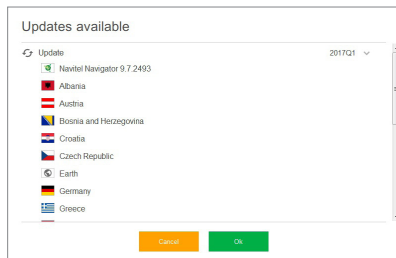 Updates available
Update 2017Q1
Navitel Navigator 9.7.2493
Albania
Austria
Bosnia and Herzegovina
Croatia
Czech Republic
Earth
Germany
Greece
Cancel Ok